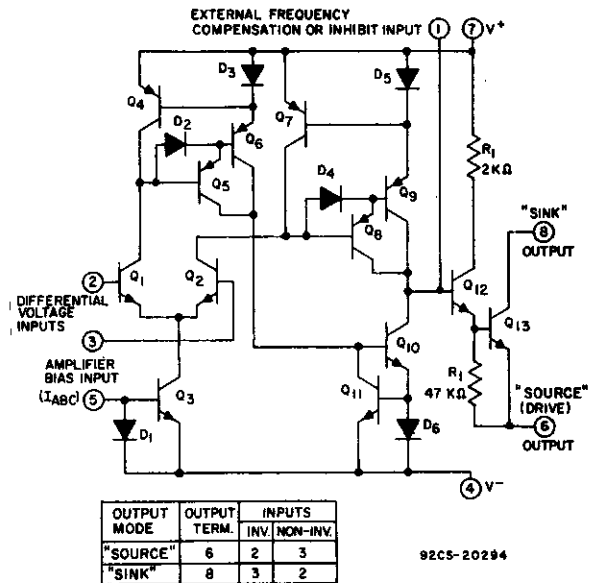 EXTERNAL FREQUENCY
COMPENSATION OR INHIBIT INPUT
1
7 V+
D3
D5
Q4
Q7
D2
Q6
R1
2KΩ
Q5
D4
Q9
"SINK"
8
OUTPUT
Q8
Q1
Q2
Q12
2
Q13
DIFFERENTIAL
VOLTAGE
INPUTS
3
Q10
AMPLIFIER
BIAS INPUT
(IABC) 5
Q3
Q11
R1
47 KΩ
"SOURCE"
(DRIVE)
6
OUTPUT
D1
D6
4 V-
OUTPUT MODE
OUTPUT TERM.
INPUTS
INV. NON-INV.
"SOURCE" 6 2 3
"SINK" 8 3 2
92CS-20294